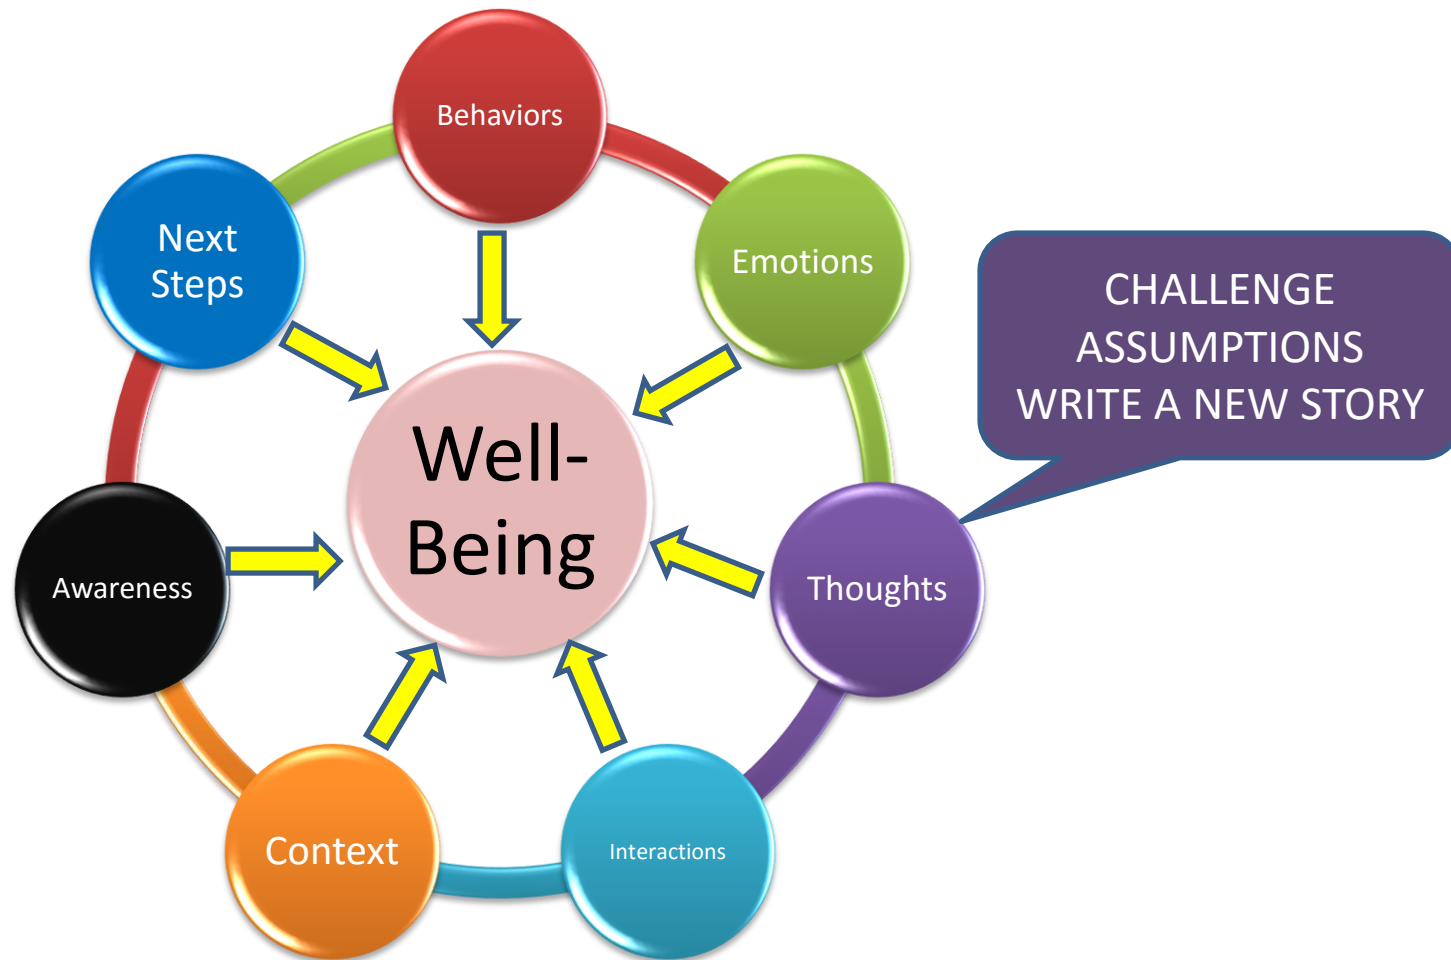 Behaviors
Emotions
Thoughts
Interactions
Context
Awareness
Next
Steps
Well-
Being
CHALLENGE
ASSUMPTIONS
WRITE A NEW STORY